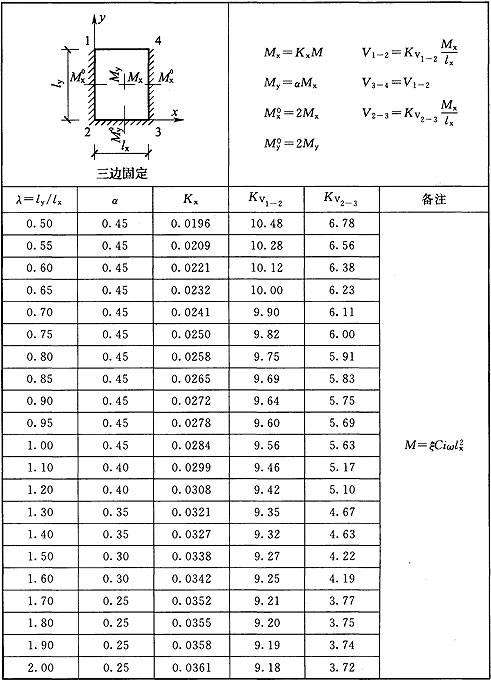 y
1 4
l_y M_x^0 M_y M_x M_x^0
x
2 M_y^0 3
l_x
三边固定
M_x=K_xM V_{1-2}=K_{V_{1-2}} M_x/l_x
M_y=αM_x V_{3-4}=V_{1-2}
M_x^0=2M_x V_{2-3}=K_{V_{2-3}} M_x/l_x
M_y^0=2M_y
λ=l_y/l_x α K_x K_{V_{1-2}} K_{V_{2-3}} 备注
0.50 0.45 0.0196 10.48 6.78
0.55 0.45 0.0209 10.28 6.56
0.60 0.45 0.0221 10.12 6.38
0.65 0.45 0.0232 10.00 6.23
0.70 0.45 0.0241 9.90 6.11
0.75 0.45 0.0250 9.82 6.00
0.80 0.45 0.0258 9.75 5.91
0.85 0.45 0.0265 9.69 5.83
0.90 0.45 0.0272 9.64 5.75
0.95 0.45 0.0278 9.60 5.69
1.00 0.45 0.0284 9.56 5.63 M=ξCiωl_x^2
1.10 0.40 0.0299 9.46 5.17
1.20 0.40 0.0308 9.42 5.10
1.30 0.35 0.0321 9.35 4.67
1.40 0.35 0.0327 9.32 4.63
1.50 0.30 0.0338 9.27 4.22
1.60 0.30 0.0342 9.25 4.19
1.70 0.25 0.0352 9.21 3.77
1.80 0.25 0.0355 9.20 3.75
1.90 0.25 0.0358 9.19 3.74
2.00 0.25 0.0361 9.18 3.72